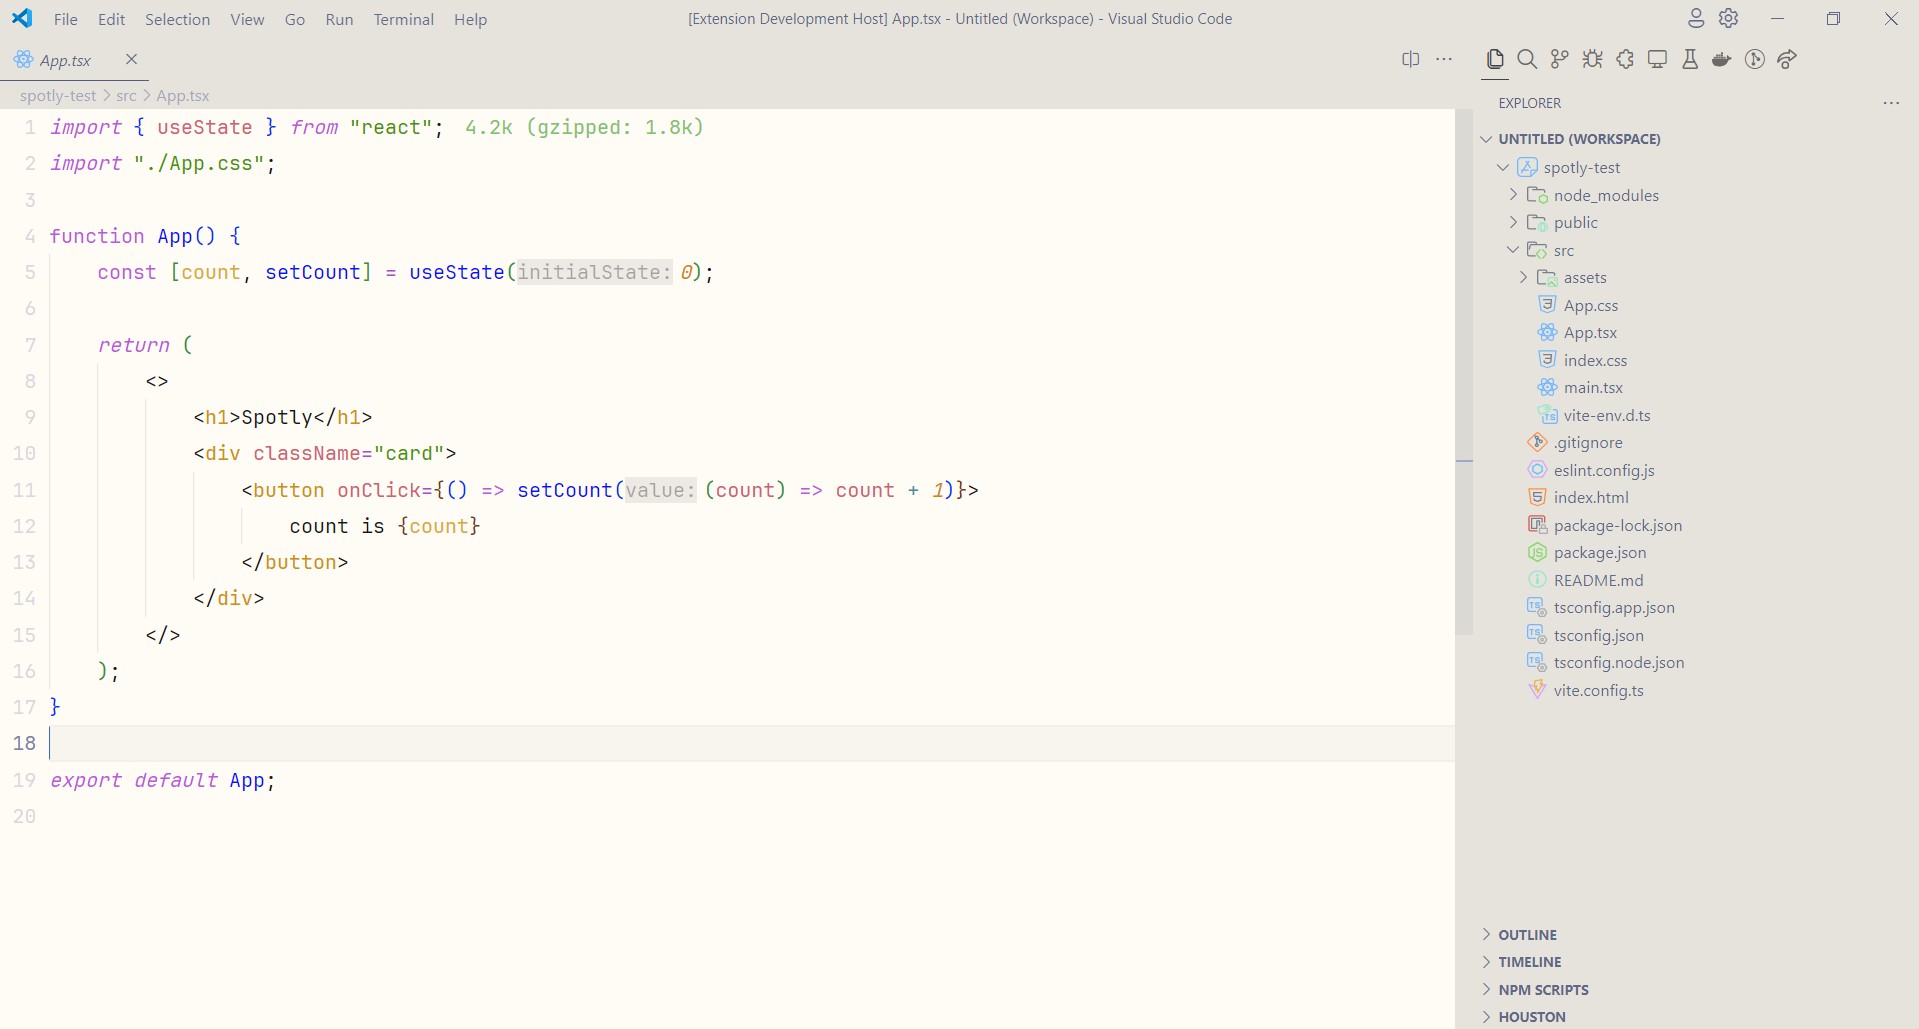 File Edit Selection View Go Run Terminal Help
[Extension Development Host] App.tsx - Untitled (Workspace) - Visual Studio Code
App.tsx
spotly-test > src > App.tsx
1 import { useState } from "react"; 4.2k (gzipped: 1.8k)
2 import "./App.css";
3
4 function App() {
5 const [count, setCount] = useState(initialState: 0);
6
7 return (
8 <>
9 <h1>Spotly</h1>
10 <div className="card">
11 <button onClick={() => setCount(value: (count) => count + 1)}>
12 count is {count}
13 </button>
14 </div>
15 </>
16 );
17 }
18
19 export default App;
20
EXPLORER
UNTITLED (WORKSPACE)
spotly-test
node_modules
public
src
assets
App.css
App.tsx
index.css
main.tsx
vite-env.d.ts
.gitignore
eslint.config.js
index.html
package-lock.json
package.json
README.md
tsconfig.app.json
tsconfig.json
tsconfig.node.json
vite.config.ts
OUTLINE
TIMELINE
NPM SCRIPTS
HOUSTON